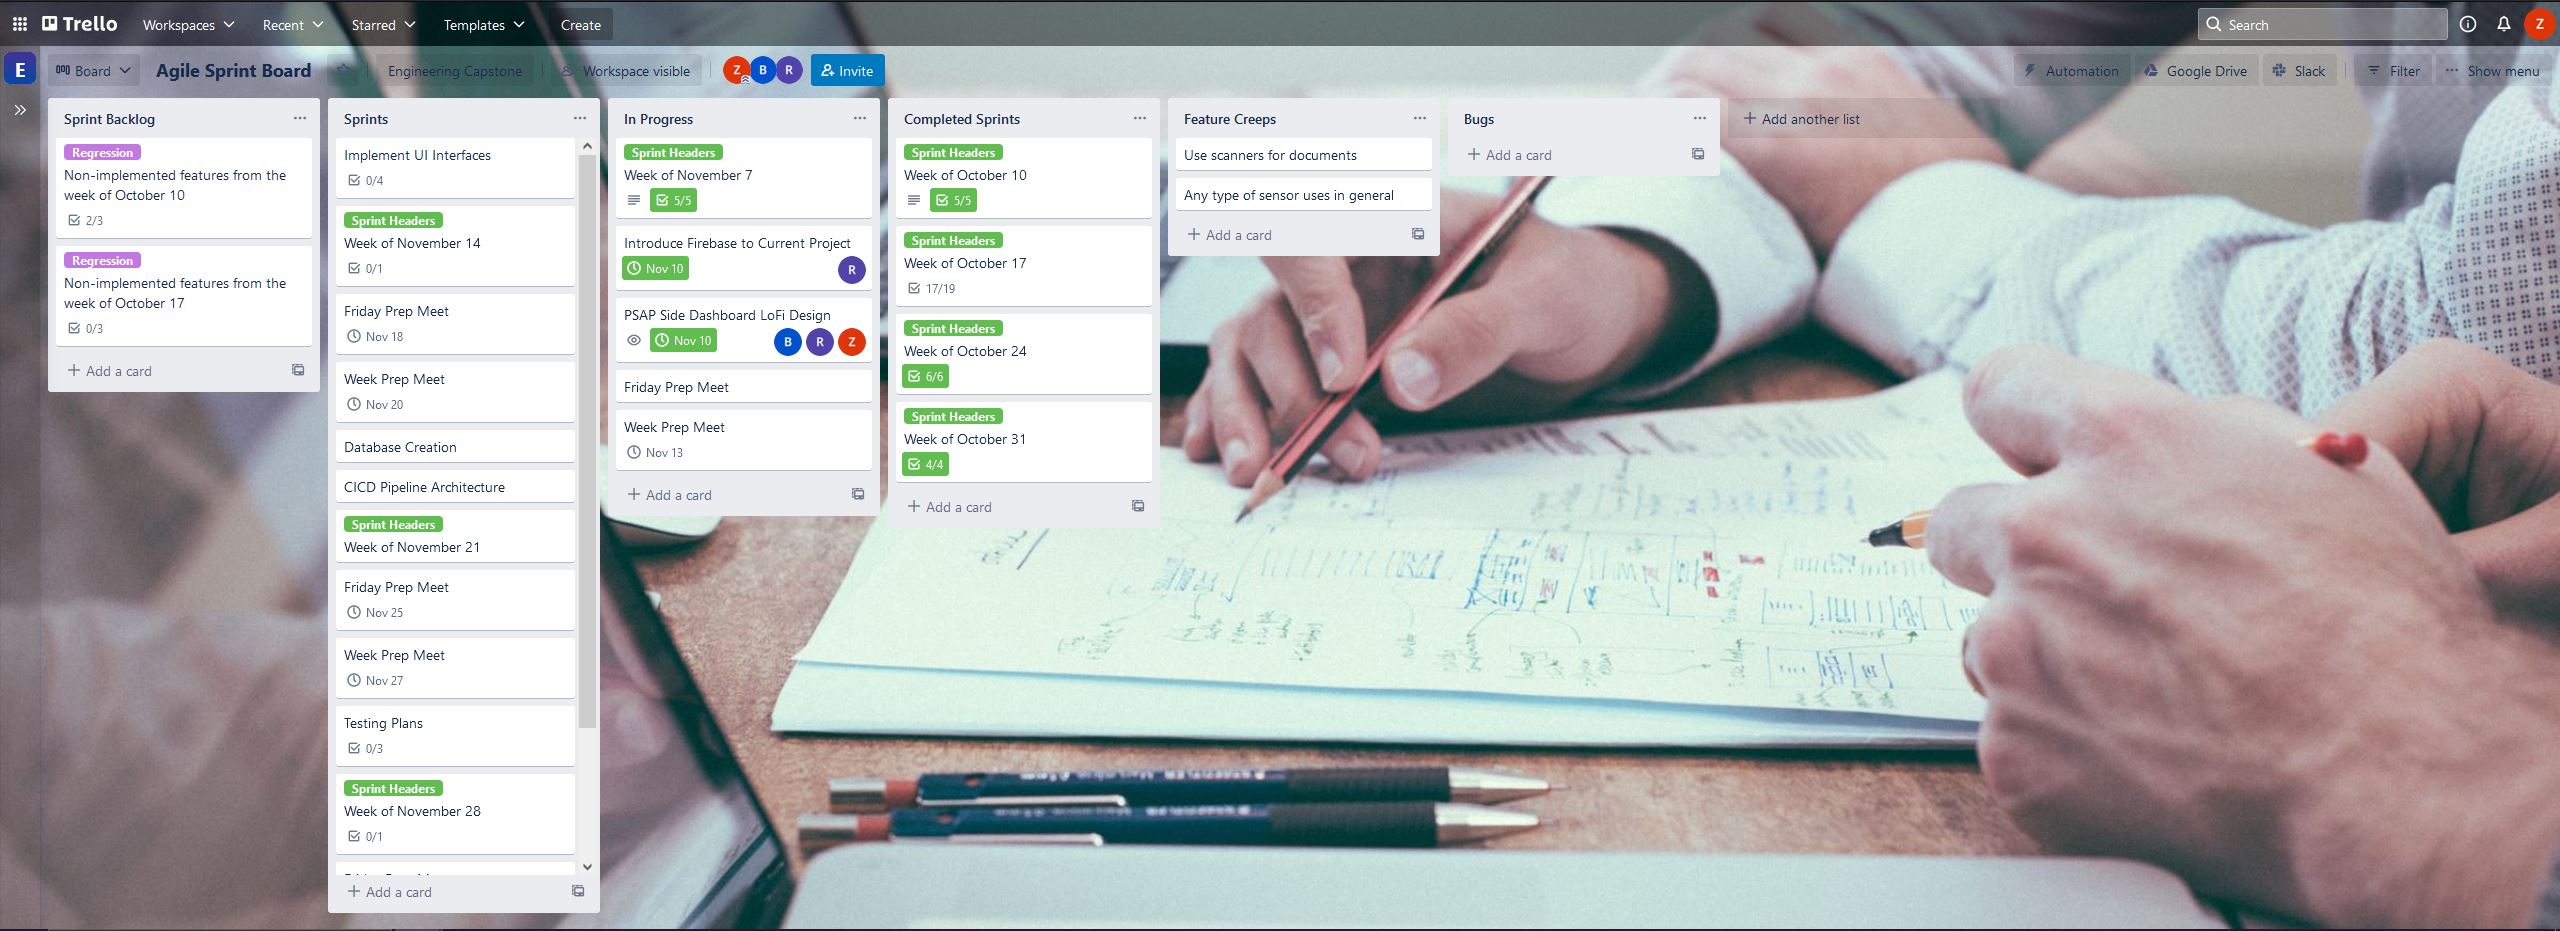 Trello
Workspaces
Recent
Starred
Templates
Create
Search
Z
E
Board
Agile Sprint Board
Engineering Capstone
Workspace visible
Z
B
R
Invite
Automation
Google Drive
Slack
Filter
Show menu
Sprint Backlog
Regression
Non-implemented features from the
week of October 10
2/3
Regression
Non-implemented features from the
week of October 17
0/3
Add a card
Sprints
Implement UI Interfaces
0/4
Sprint Headers
Week of November 14
0/1
Friday Prep Meet
Nov 18
Week Prep Meet
Nov 20
Database Creation
CICD Pipeline Architecture
Sprint Headers
Week of November 21
Friday Prep Meet
Nov 25
Week Prep Meet
Nov 27
Testing Plans
0/3
Sprint Headers
Week of November 28
0/1
Add a card
In Progress
Sprint Headers
Week of November 7
5/5
Introduce Firebase to Current Project
Nov 10
R
PSAP Side Dashboard LoFi Design
Nov 10
B
R
Z
Friday Prep Meet
Week Prep Meet
Nov 13
Add a card
Completed Sprints
Sprint Headers
Week of October 10
5/5
Sprint Headers
Week of October 17
17/19
Sprint Headers
Week of October 24
6/6
Sprint Headers
Week of October 31
4/4
Add a card
Feature Creeps
Use scanners for documents
Any type of sensor uses in general
Add a card
Bugs
Add a card
Add another list